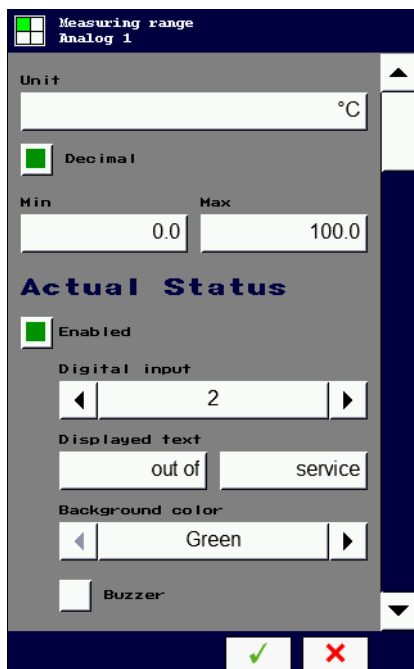 Measuring range
Analog 1
Unit
°C
Decimal
Min Max
0.0 100.0
Actual Status
Enabled
Digital input
2
Displayed text
out of service
Background color
Green
Buzzer